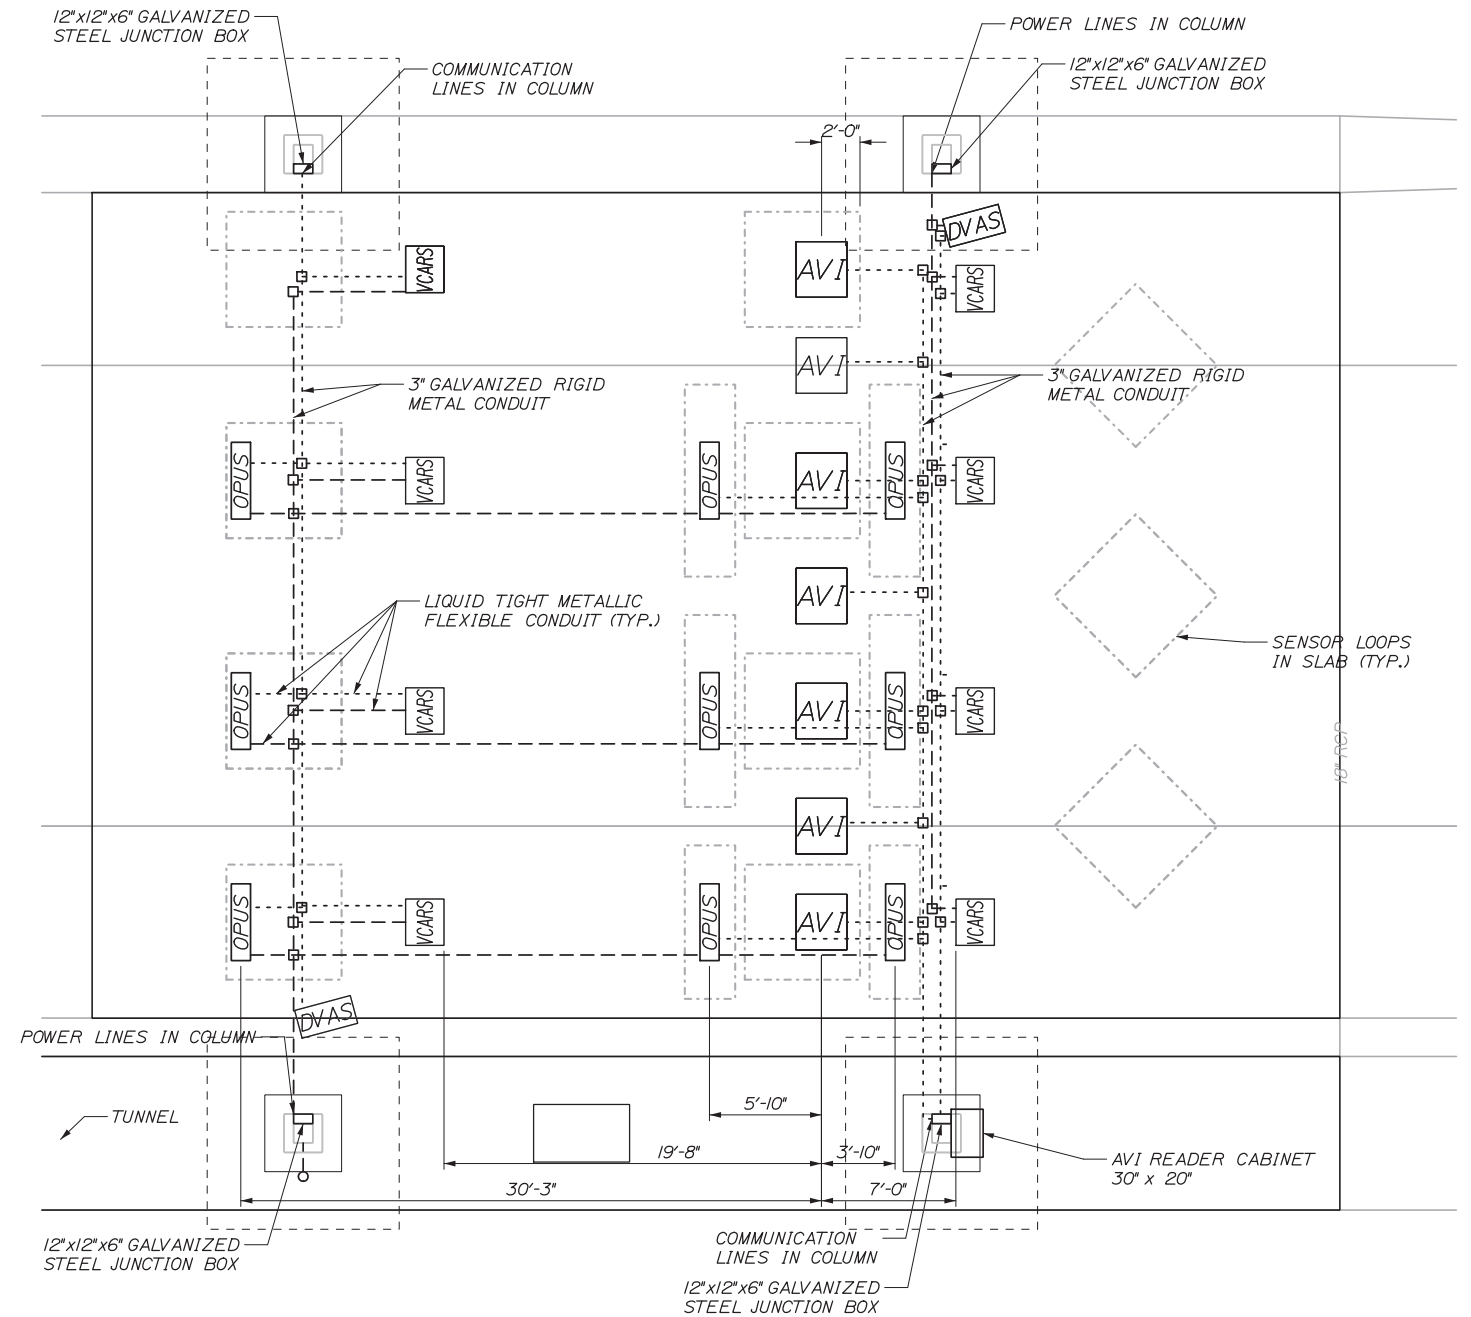 12"x12"x6" GALVANIZED
STEEL JUNCTION BOX
COMMUNICATION
LINES IN COLUMN
POWER LINES IN COLUMN
12"x12"x6" GALVANIZED
STEEL JUNCTION BOX
2'-0"
DVAS
VCARS
AVI
VCARS
AVI
3" GALVANIZED RIGID
METAL CONDUIT
3" GALVANIZED RIGID
METAL CONDUIT
OPUS
VCARS
OPUS
AVI
OPUS
VCARS
AVI
LIQUID TIGHT METALLIC
FLEXIBLE CONDUIT (TYP.)
SENSOR LOOPS
IN SLAB (TYP.)
OPUS
VCARS
OPUS
AVI
OPUS
VCARS
18" RCP
AVI
OPUS
VCARS
OPUS
AVI
OPUS
VCARS
DVAS
POWER LINES IN COLUMN
TUNNEL
5'-10"
19'-8"
3'-10"
30'-3"
7'-0"
AVI READER CABINET
30" x 20"
12"x12"x6" GALVANIZED
STEEL JUNCTION BOX
COMMUNICATION
LINES IN COLUMN
12"x12"x6" GALVANIZED
STEEL JUNCTION BOX